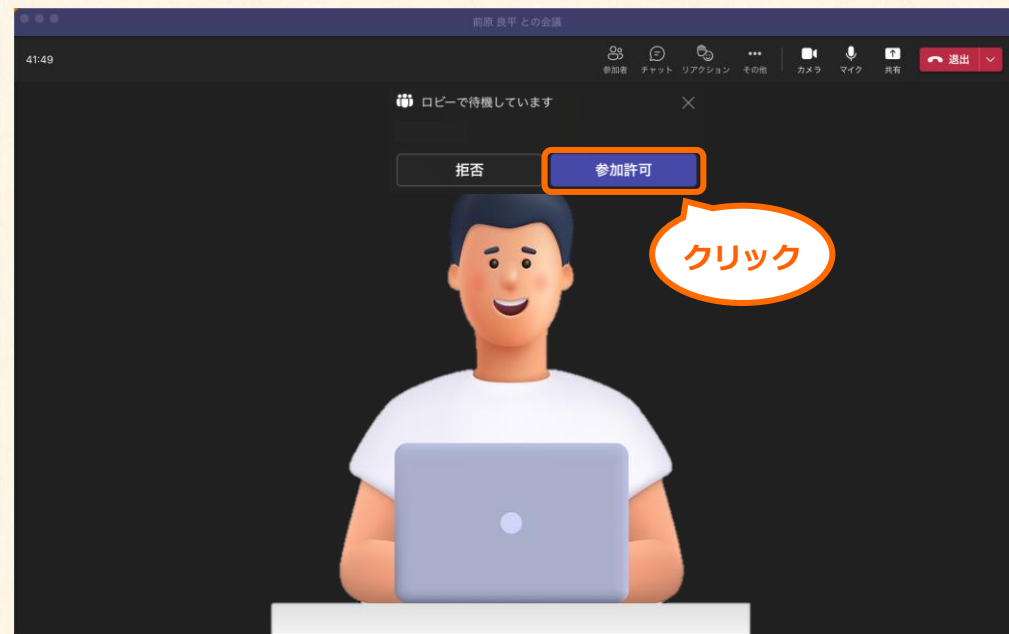 前原 良平 との会議
41:49
参加者 チャット リアクション その他 カメラ マイク 共有 退出
ロビーで待機しています
拒否 参加許可
クリック